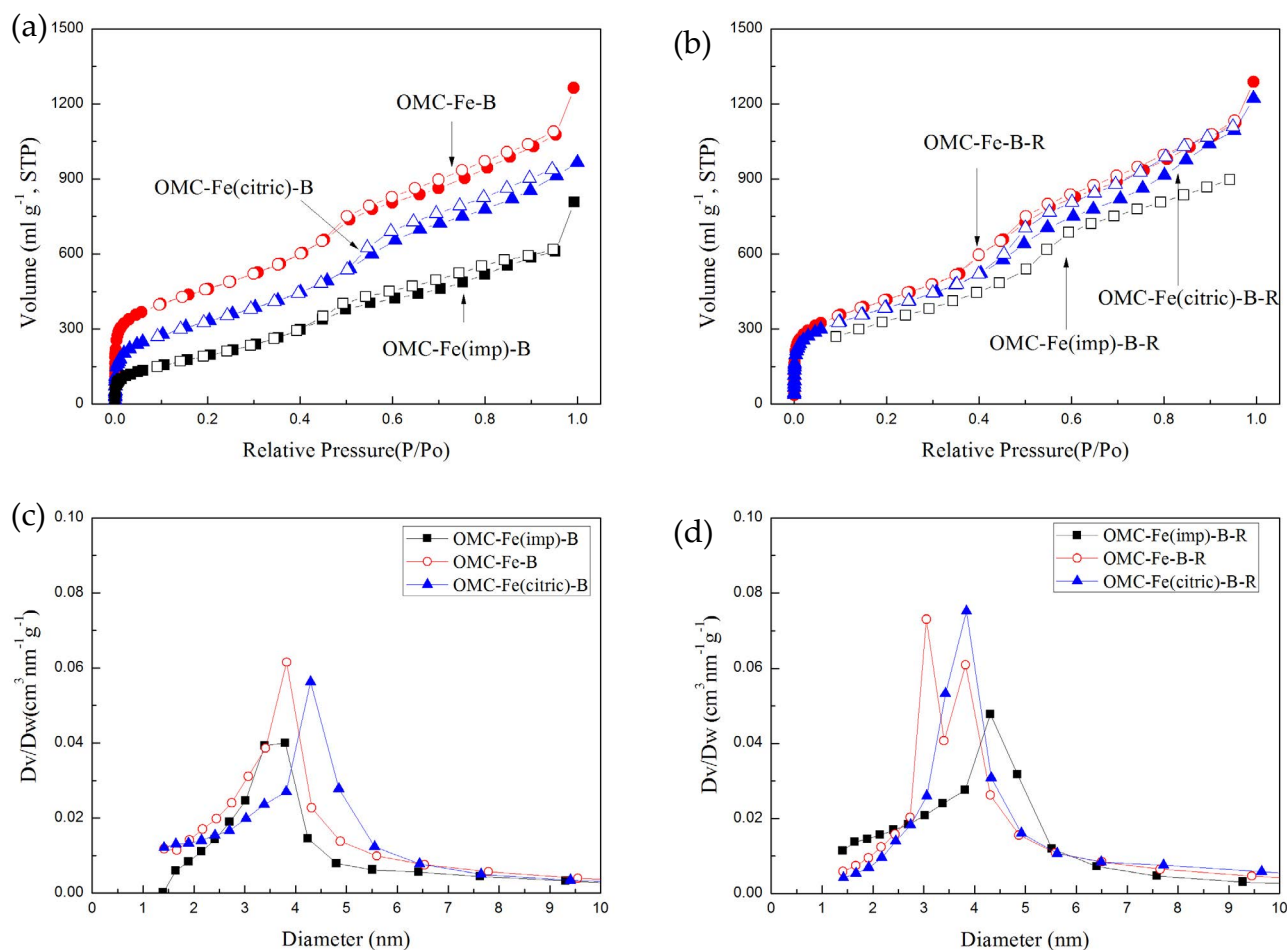 (a)
1500
1200
900
600
300
0
Volume (ml g⁻¹, STP)
OMC-Fe-B
OMC-Fe(citric)-B
OMC-Fe(imp)-B
0.0 0.2 0.4 0.6 0.8 1.0
Relative Pressure(P/Po)
(b)
1500
1200
900
600
300
0
Volume (ml g⁻¹, STP)
OMC-Fe-B-R
OMC-Fe(citric)-B-R
OMC-Fe(imp)-B-R
0.0 0.2 0.4 0.6 0.8 1.0
Relative Pressure(P/Po)
(c)
0.10
0.08
0.06
0.04
0.02
0.00
Dv/Dw(cm³ nm⁻¹g⁻¹)
OMC-Fe(imp)-B
OMC-Fe-B
OMC-Fe(citric)-B
0 1 2 3 4 5 6 7 8 9 10
Diameter (nm)
(d)
0.10
0.08
0.06
0.04
0.02
0.00
Dv/Dw (cm³ nm⁻¹g⁻¹)
OMC-Fe(imp)-B-R
OMC-Fe-B-R
OMC-Fe(citric)-B-R
0 1 2 3 4 5 6 7 8 9 10
Diameter (nm)